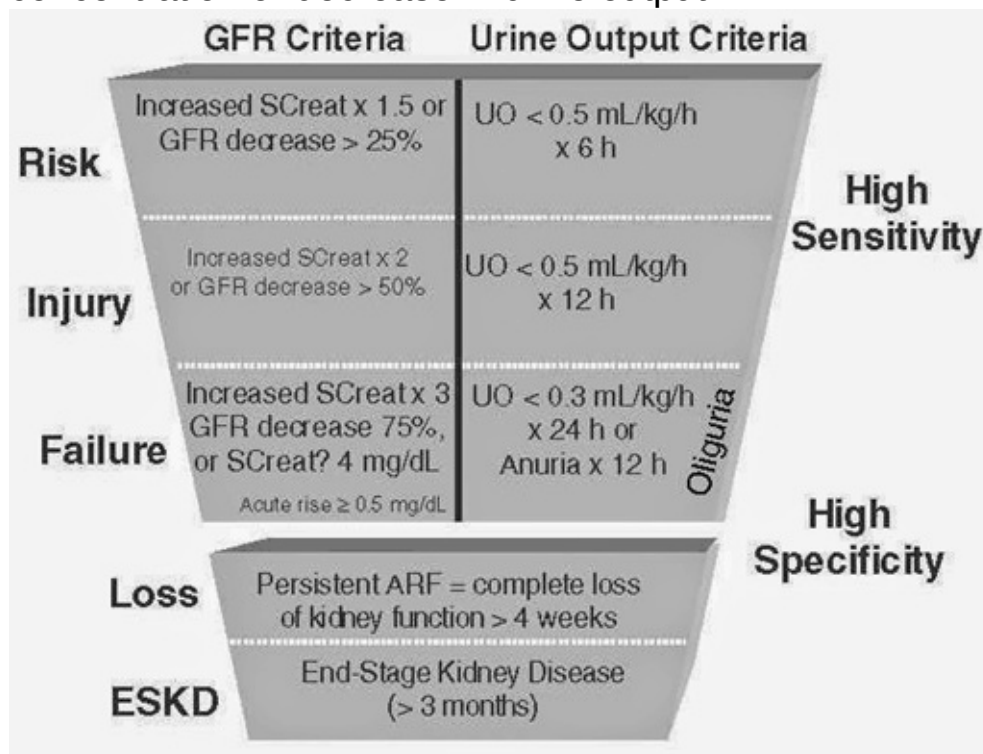 GFR Criteria
Urine Output Criteria
Risk
Increased SCreat x 1.5 or
GFR decrease > 25%
UO < 0.5 mL/kg/h
x 6 h
High
Sensitivity
Injury
Increased SCreat x 2
or GFR decrease > 50%
UO < 0.5 mL/kg/h
x 12 h
Failure
Increased SCreat x 3
GFR decrease 75%,
or SCreat? 4 mg/dL
Acute rise ≥ 0.5 mg/dL
UO < 0.3 mL/kg/h
x 24 h or
Anuria x 12 h
Oliguria
High
Specificity
Loss
Persistent ARF = complete loss
of kidney function > 4 weeks
ESKD
End-Stage Kidney Disease
(> 3 months)